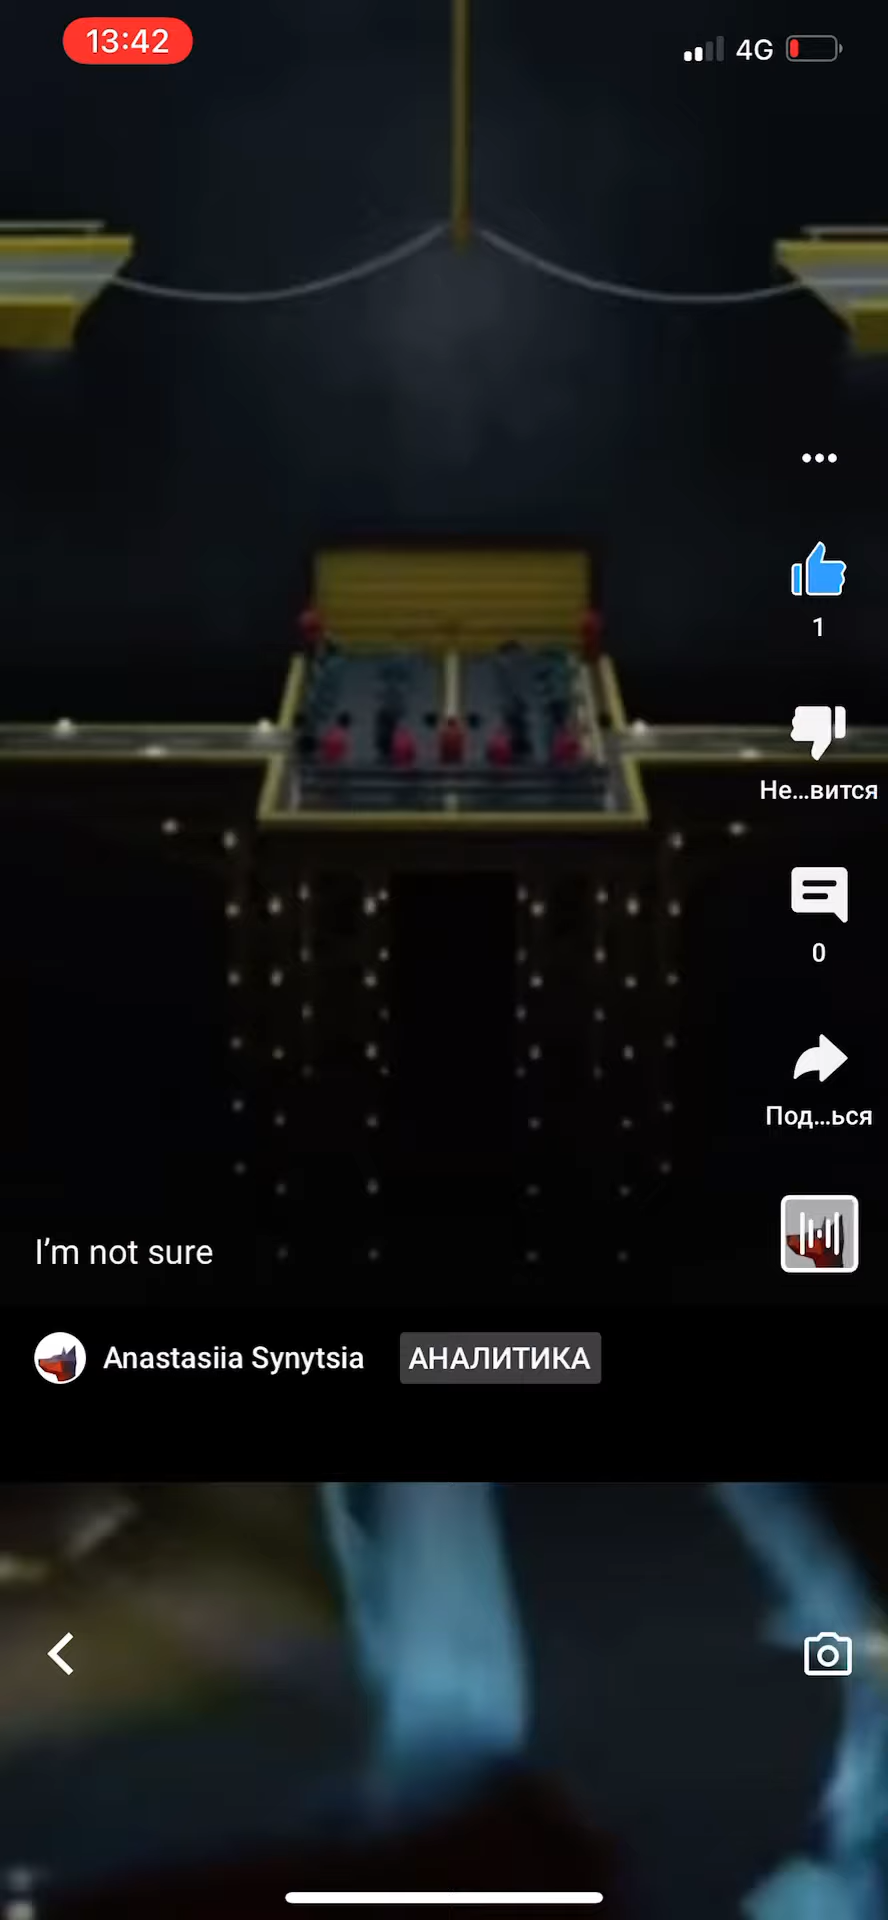 13:42
4G
1
Не...вится
0
Под...ься
I’m not sure
Anastasiia Synytsia
АНАЛИТИКА